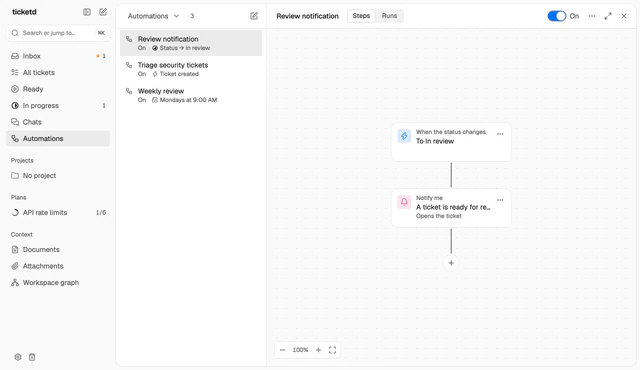 ticketd
Search or jump to... ⌘K
Inbox 1
All tickets
Ready
In progress 1
Chats
Automations
Projects
No project
Plans
API rate limits 1/6
Context
Documents
Attachments
Workspace graph
Automations 3
Review notification
On Status → In review
Triage security tickets
On Ticket created
Weekly review
On Mondays at 9:00 AM
Review notification Steps Runs On
When the status changes
To In review
Notify me
A ticket is ready for re...
Opens the ticket
100%